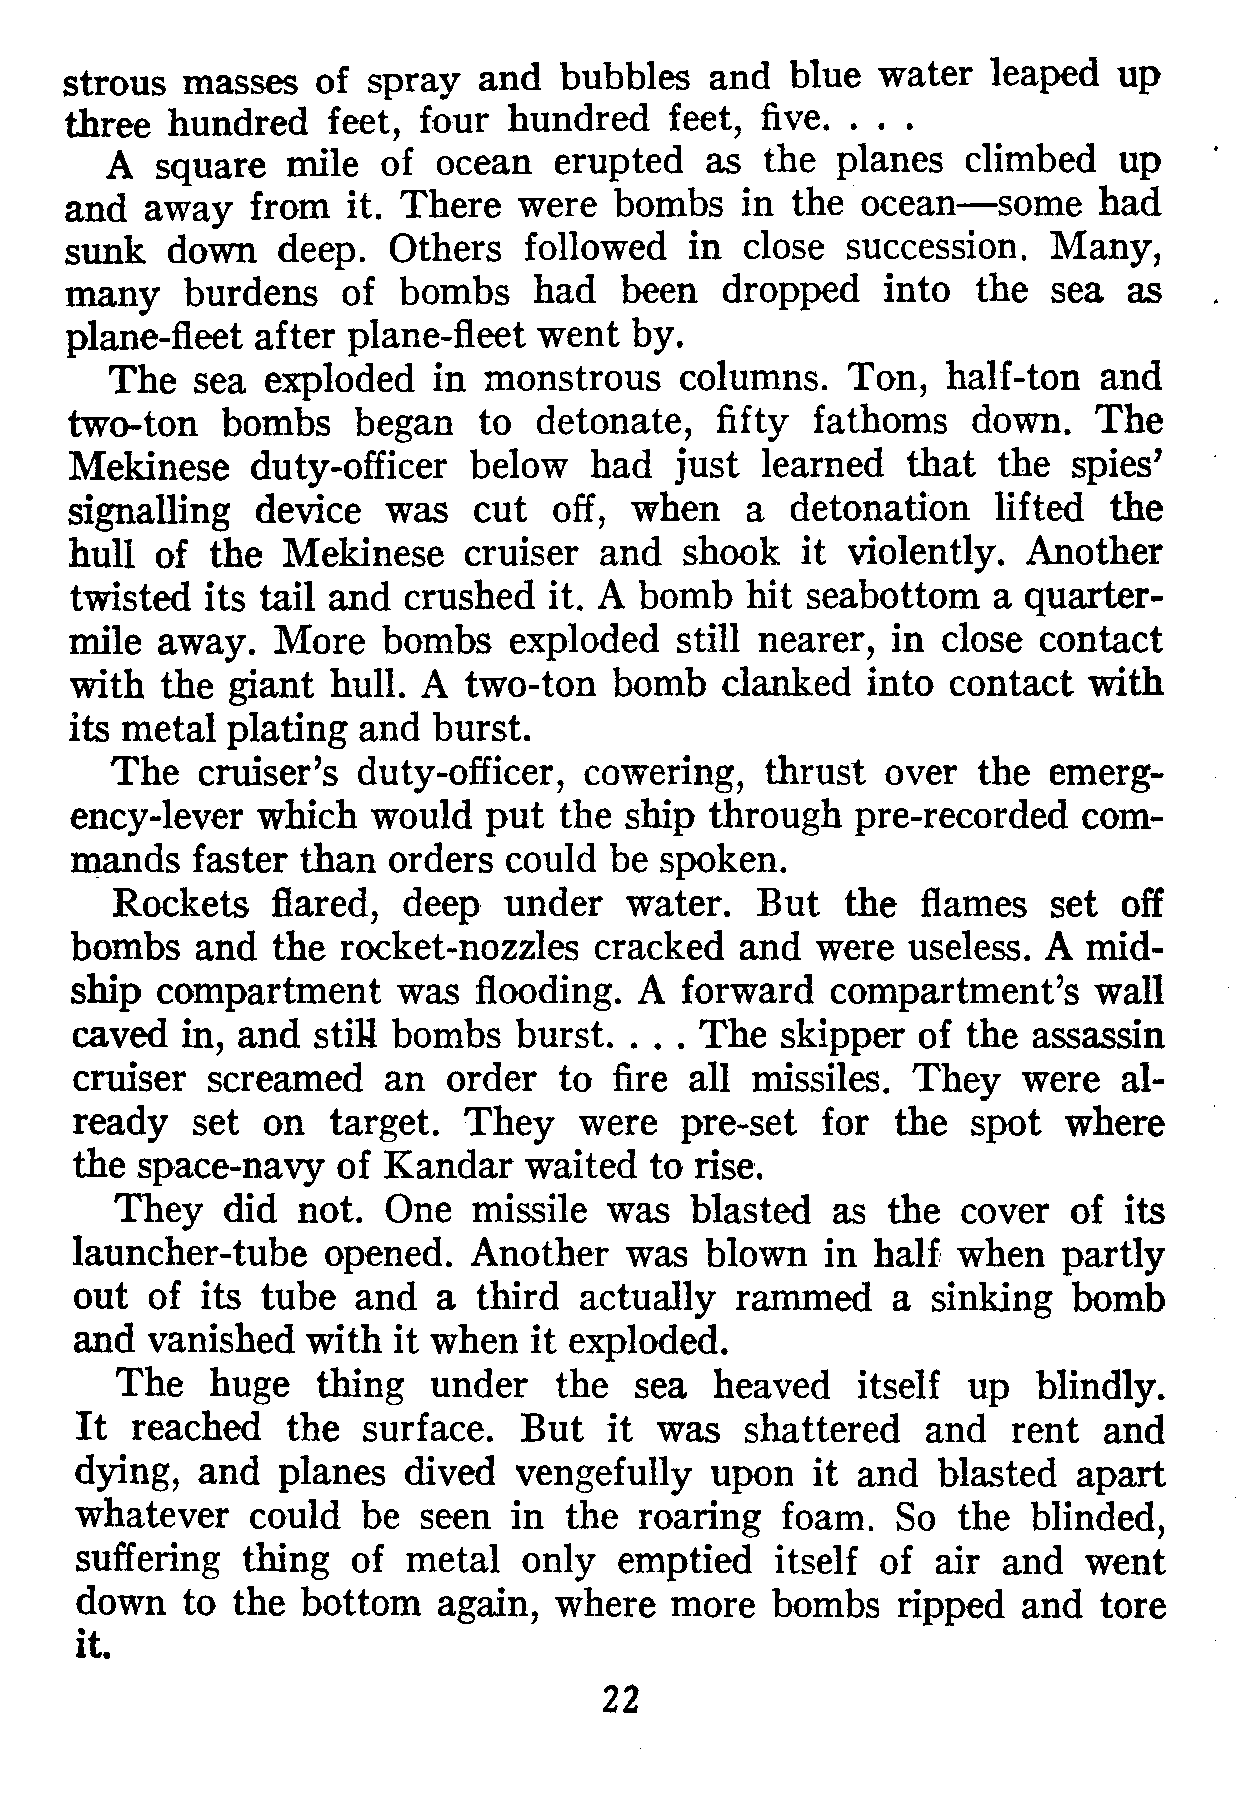 strous masses of spray and bubbles and blue water leaped up
three hundred feet, four hundred feet, five. . . .
A square mile of ocean erupted as the planes climbed up
and away from it. There were bombs in the ocean—some had
sunk down deep. Others followed in close succession. Many,
many burdens of bombs had been dropped into the sea as
plane-fleet after plane-fleet went by.
The sea exploded in monstrous columns. Ton, half-ton and
two-ton bombs began to detonate, fifty fathoms down. The
Mekinese duty-officer below had just learned that the spies'
signalling device was cut off, when a detonation lifted the
hull of the Mekinese cruiser and shook it violently. Another
twisted its tail and crushed it. A bomb hit seabottom a quarter-
mile away. More bombs exploded still nearer, in close contact
with the giant hull. A two-ton bomb clanked into contact with
its metal plating and burst.
The cruiser's duty-officer, cowering, thrust over the emerg-
ency-lever which would put the ship through pre-recorded com-
mands faster than orders could be spoken.
Rockets flared, deep under water. But the flames set off
bombs and the rocket-nozzles cracked and were useless. A mid-
ship compartment was flooding. A forward compartment's wall
caved in, and still bombs burst. . . . The skipper of the assassin
cruiser screamed an order to fire all missiles. They were al-
ready set on target. They were pre-set for the spot where
the space-navy of Kandar waited to rise.
They did not. One missile was blasted as the cover of its
launcher-tube opened. Another was blown in half when partly
out of its tube and a third actually rammed a sinking bomb
and vanished with it when it exploded.
The huge thing under the sea heaved itself up blindly.
It reached the surface. But it was shattered and rent and
dying, and planes dived vengefully upon it and blasted apart
whatever could be seen in the roaring foam. So the blinded,
suffering thing of metal only emptied itself of air and went
down to the bottom again, where more bombs ripped and tore
it.
22